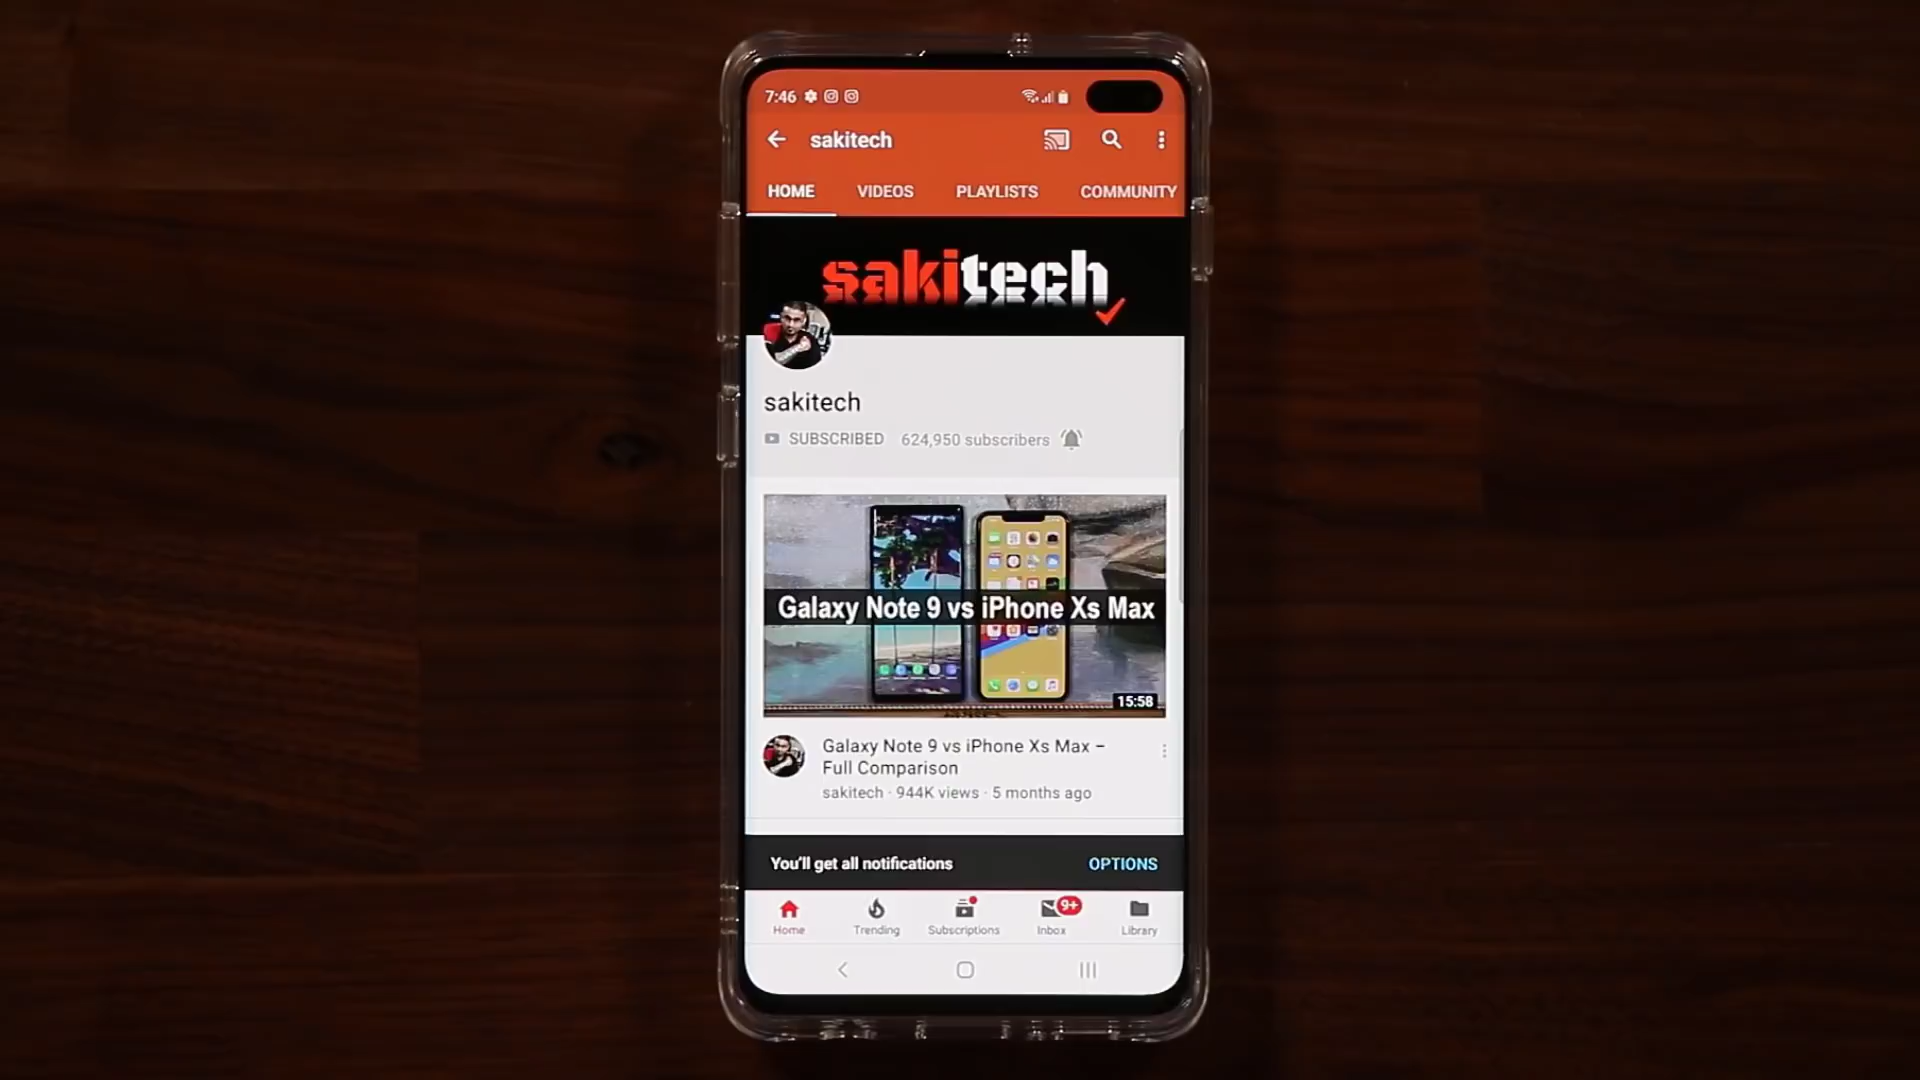 7:46
sakitech
HOME VIDEOS PLAYLISTS COMMUNITY
sakitech
sakitech
SUBSCRIBED 624,950 subscribers
Galaxy Note 9 vs iPhone Xs Max
15:58
Galaxy Note 9 vs iPhone Xs Max –
Full Comparison
sakitech · 944K views · 5 months ago
You'll get all notifications OPTIONS
9+
Home Trending Subscriptions Inbox Library